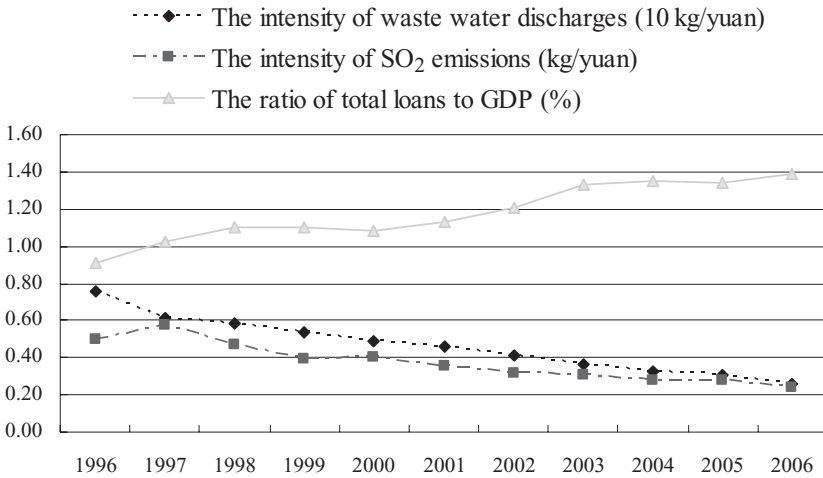 The intensity of waste water discharges (10 kg/yuan)
The intensity of SO2 emissions (kg/yuan)
The ratio of total loans to GDP (%)
1.60
1.40
1.20
1.00
0.80
0.60
0.40
0.20
0.00
1996 1997 1998 1999 2000 2001 2002 2003 2004 2005 2006